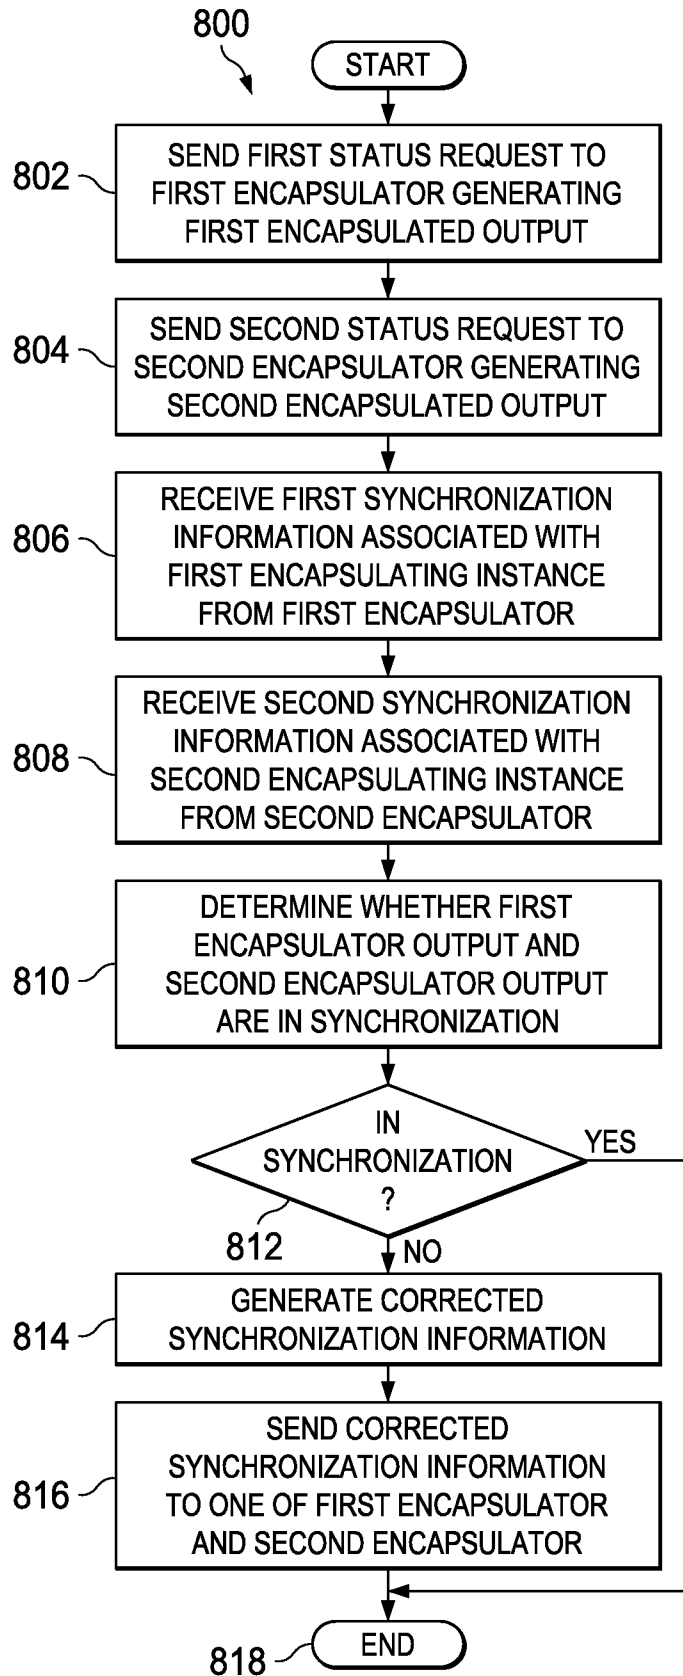 800
START
802
SEND FIRST STATUS REQUEST TO
FIRST ENCAPSULATOR GENERATING
FIRST ENCAPSULATED OUTPUT
804
SEND SECOND STATUS REQUEST TO
SECOND ENCAPSULATOR GENERATING
SECOND ENCAPSULATED OUTPUT
806
RECEIVE FIRST SYNCHRONIZATION
INFORMATION ASSOCIATED WITH
FIRST ENCAPSULATING INSTANCE
FROM FIRST ENCAPSULATOR
808
RECEIVE SECOND SYNCHRONIZATION
INFORMATION ASSOCIATED WITH
SECOND ENCAPSULATING INSTANCE
FROM SECOND ENCAPSULATOR
810
DETERMINE WHETHER FIRST
ENCAPSULATOR OUTPUT AND
SECOND ENCAPSULATOR OUTPUT
ARE IN SYNCHRONIZATION
IN
SYNCHRONIZATION
?
YES
812
NO
814
GENERATE CORRECTED
SYNCHRONIZATION INFORMATION
816
SEND CORRECTED
SYNCHRONIZATION INFORMATION
TO ONE OF FIRST ENCAPSULATOR
AND SECOND ENCAPSULATOR
818
END